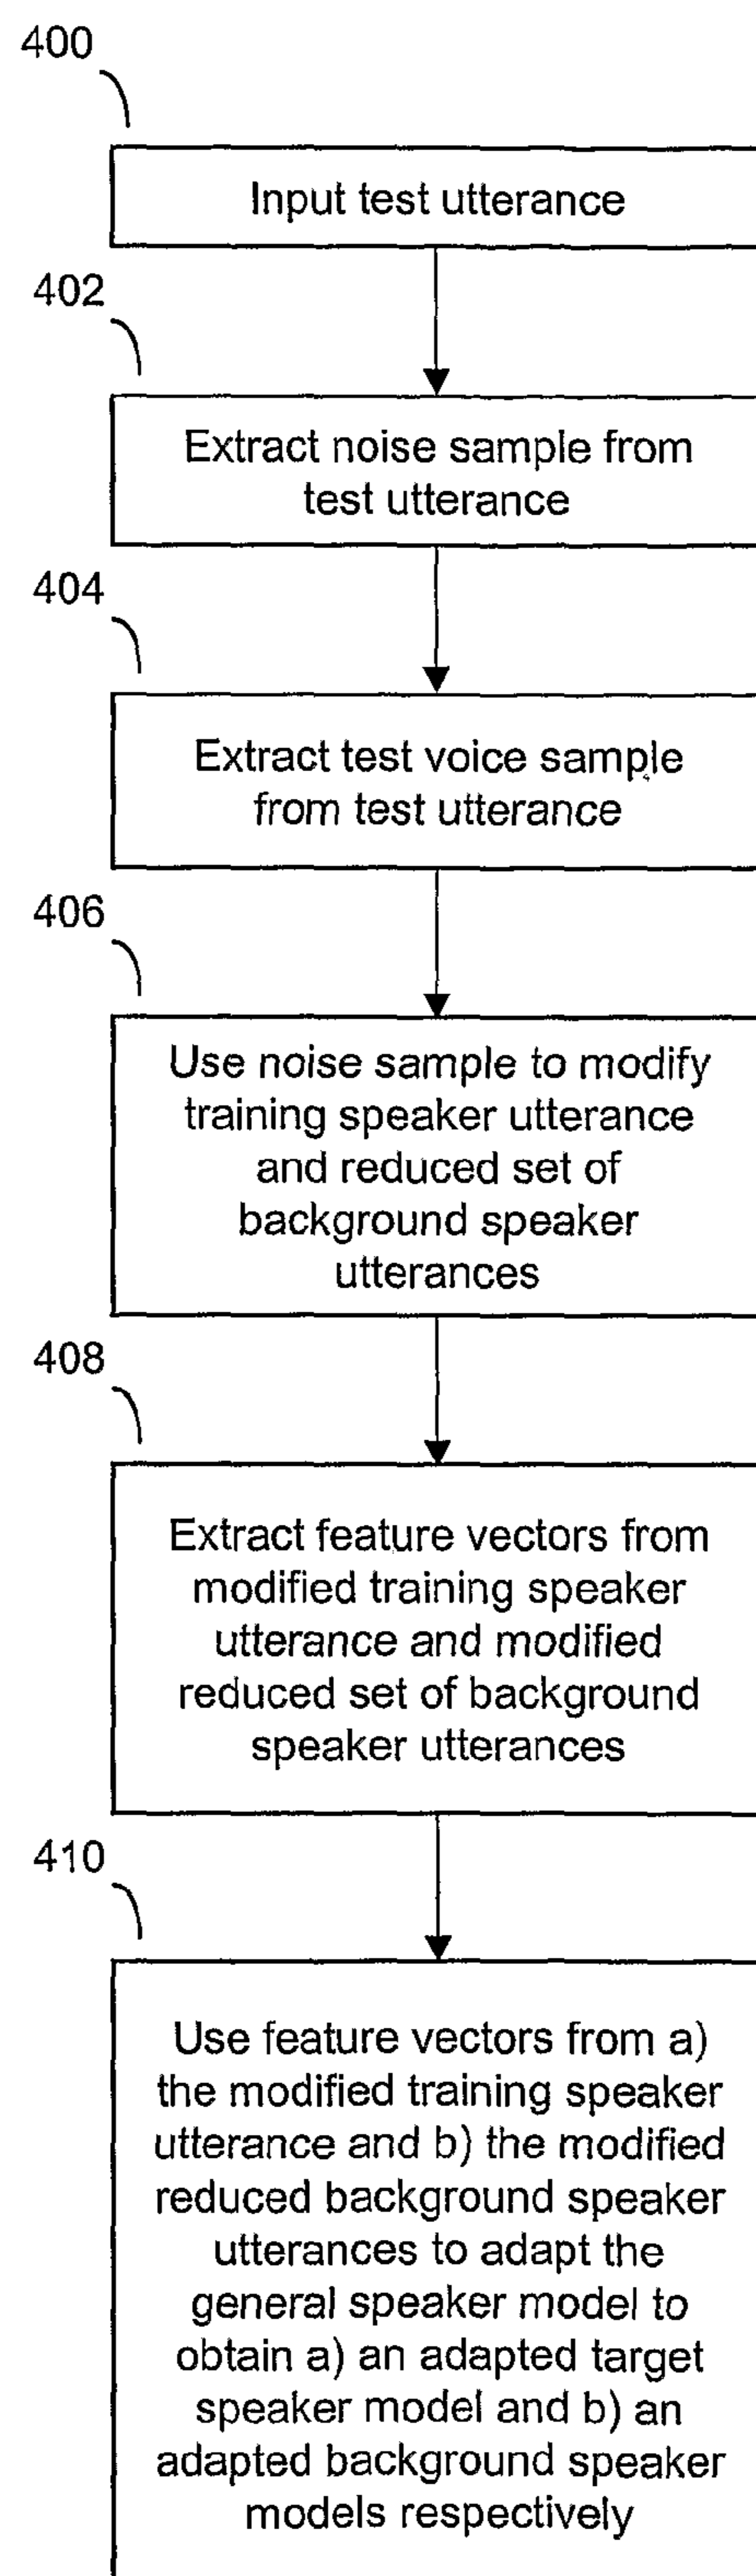 400
Input test utterance
402
Extract noise sample from
test utterance
404
Extract test voice sample
from test utterance
406
Use noise sample to modify
training speaker utterance
and reduced set of
background speaker
utterances
408
Extract feature vectors from
modified training speaker
utterance and modified
reduced set of background
speaker utterances
410
Use feature vectors from a)
the modified training speaker
utterance and b) the modified
reduced background speaker
utterances to adapt the
general speaker model to
obtain a) an adapted target
speaker model and b) an
adapted background speaker
models respectively